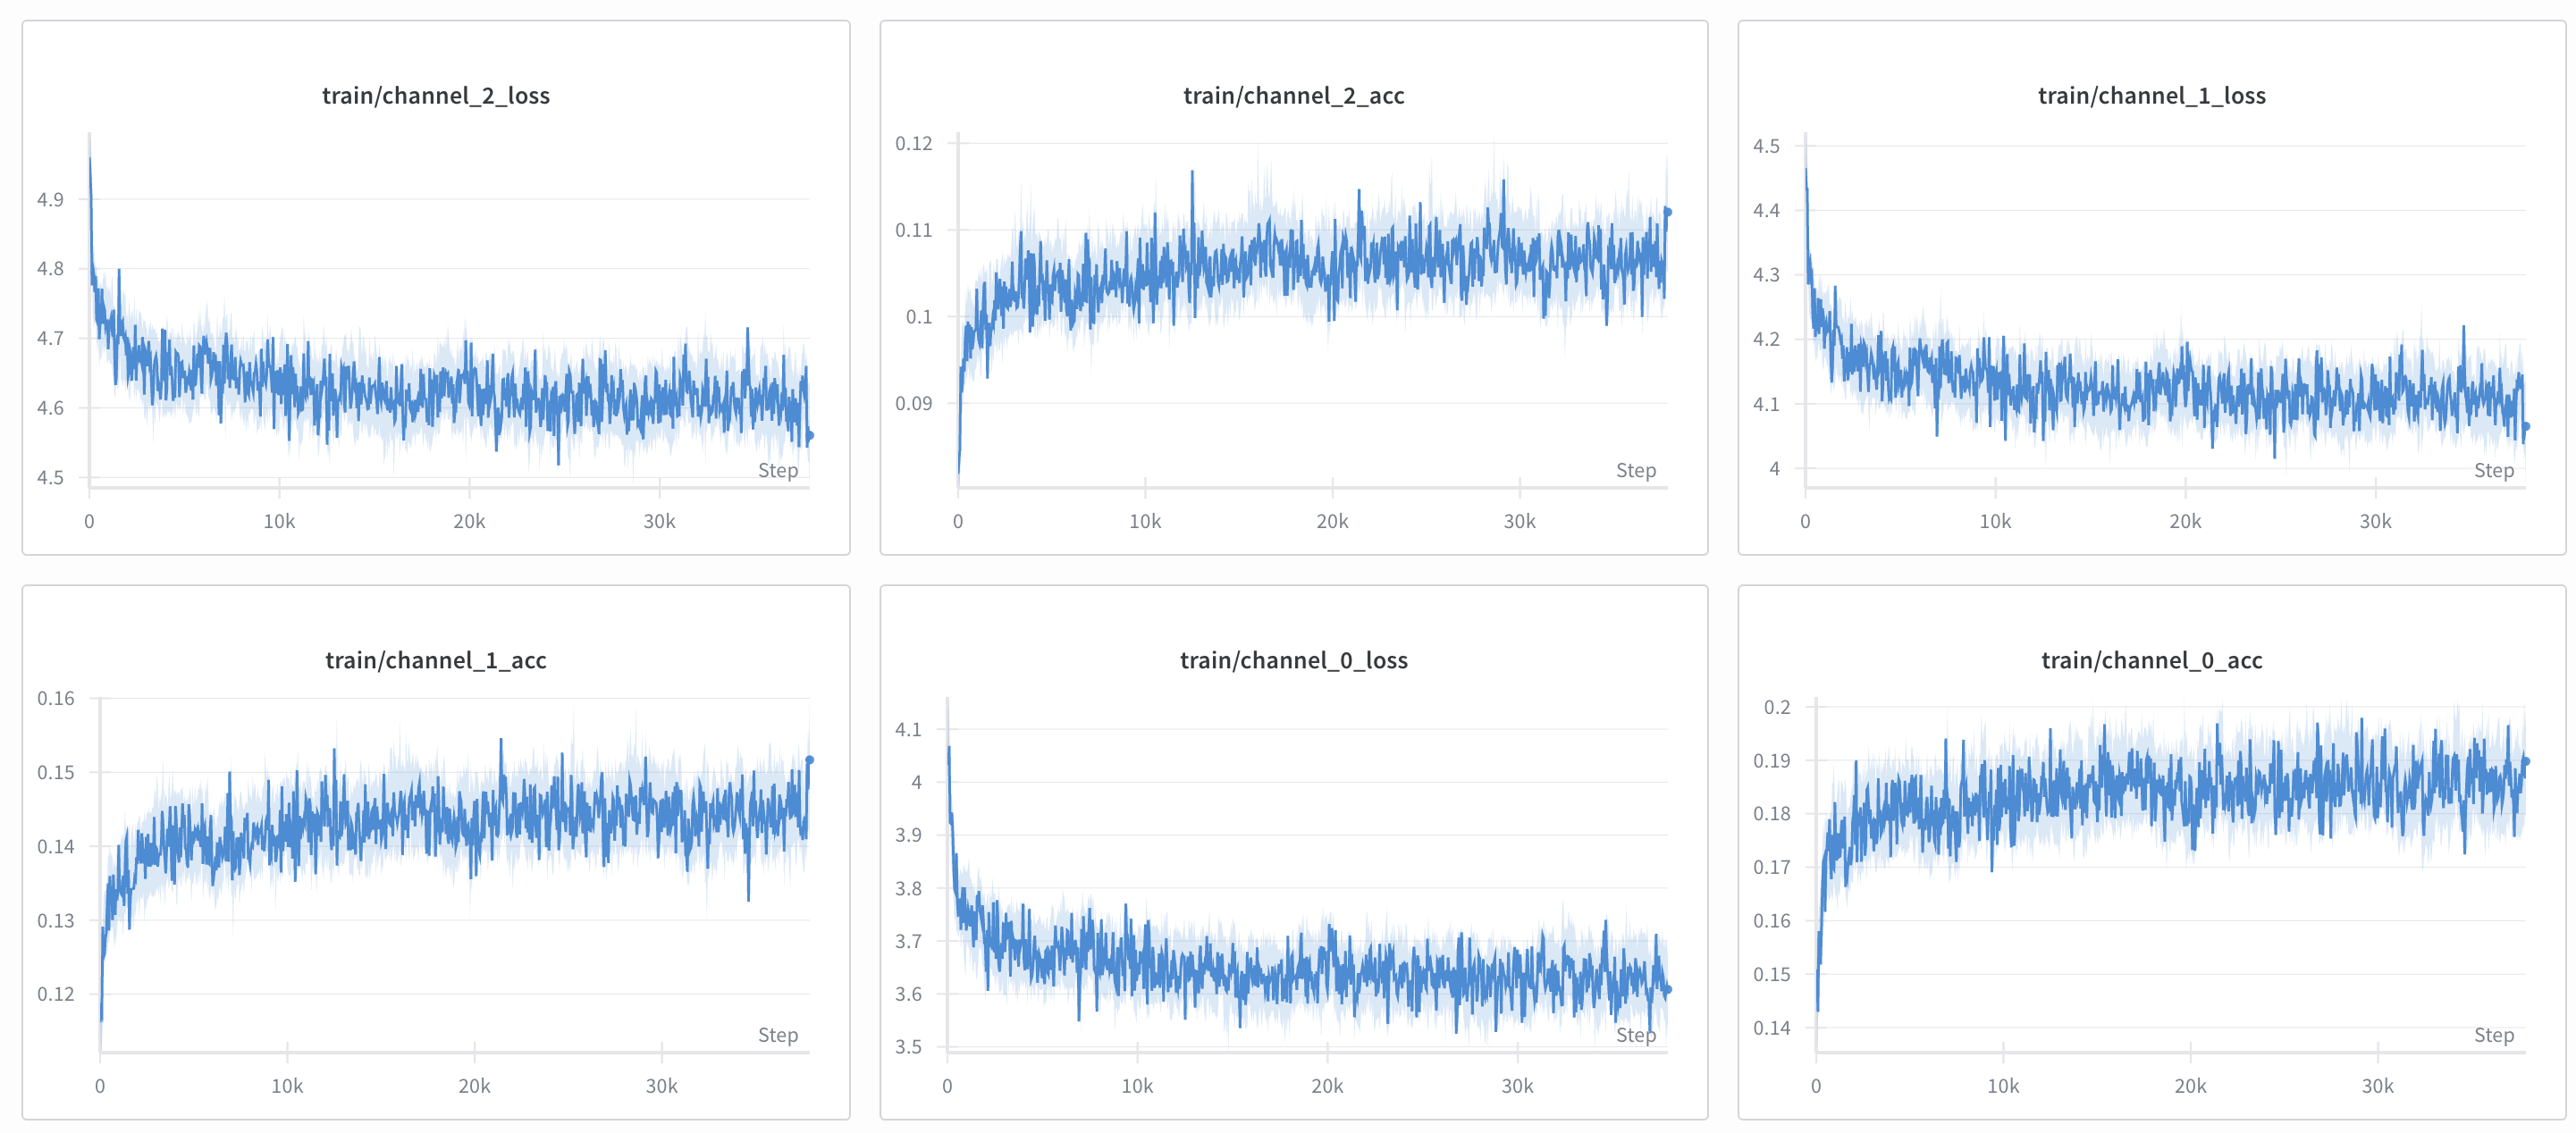 train/channel_2_loss
4.9
4.8
4.7
4.6
4.5
Step
0 10k 20k 30k
train/channel_2_acc
0.12
0.11
0.1
0.09
Step
0 10k 20k 30k
train/channel_1_loss
4.5
4.4
4.3
4.2
4.1
4
Step
0 10k 20k 30k
train/channel_1_acc
0.16
0.15
0.14
0.13
0.12
Step
0 10k 20k 30k
train/channel_0_loss
4.1
4
3.9
3.8
3.7
3.6
3.5
Step
0 10k 20k 30k
train/channel_0_acc
0.2
0.19
0.18
0.17
0.16
0.15
0.14
Step
0 10k 20k 30k